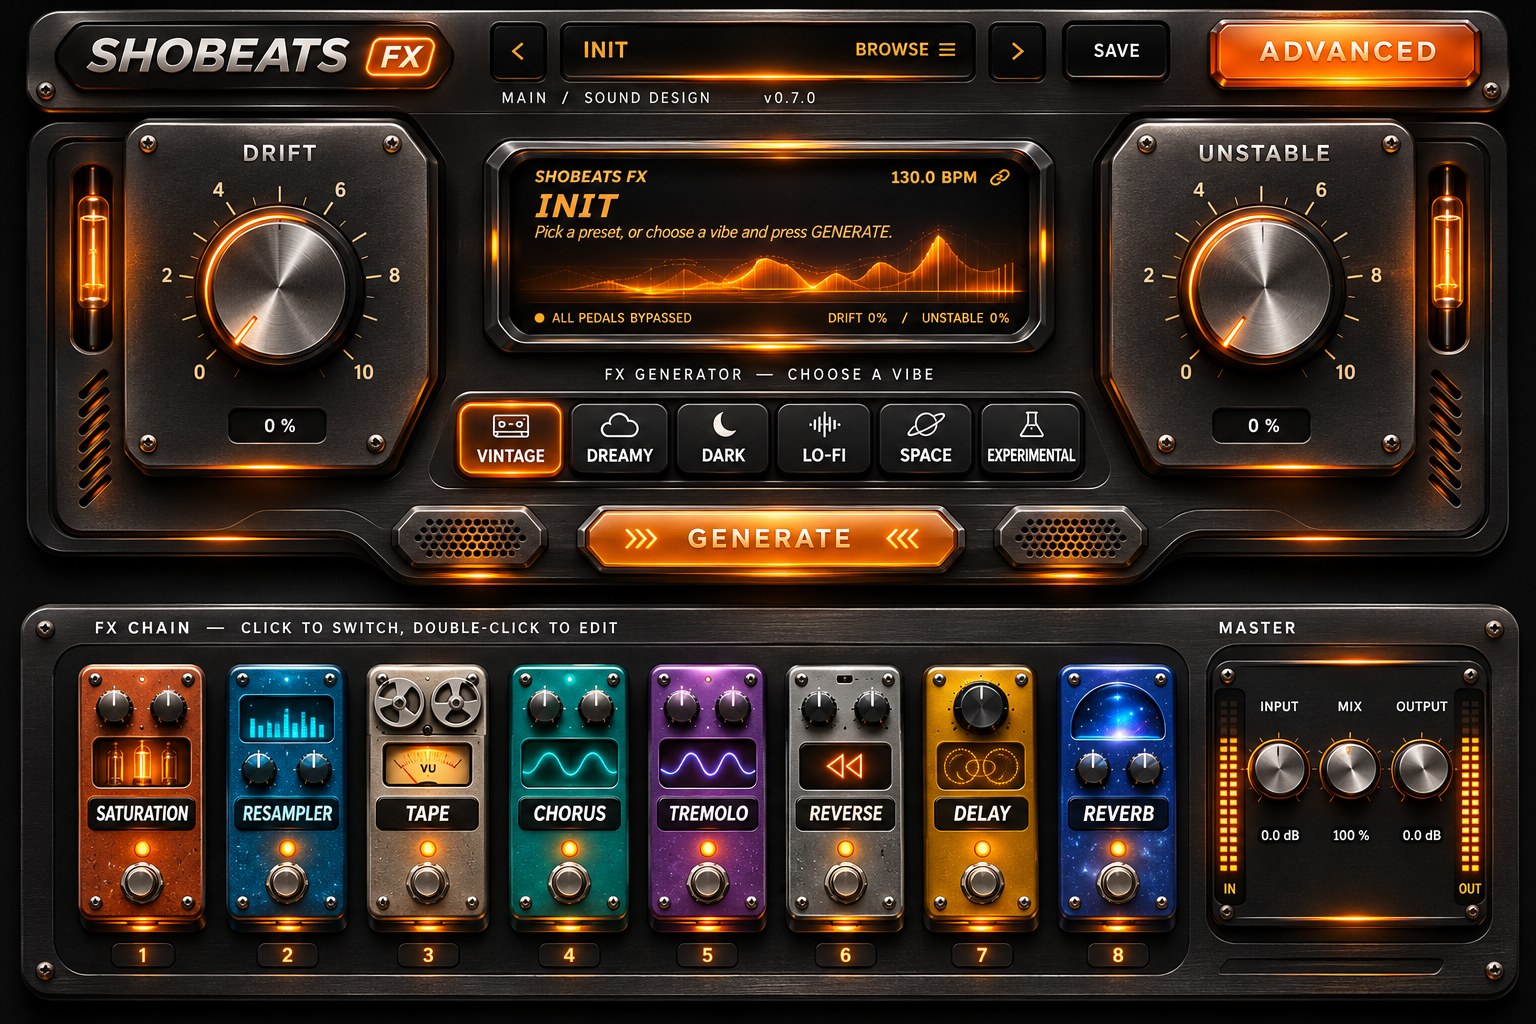 SHOBEATS FX
INIT
BROWSE
SAVE
ADVANCED
MAIN / SOUND DESIGN v0.7.0
DRIFT
0 2 4 6 8 10
0 %
SHOBEATS FX
130.0 BPM
INIT
Pick a preset, or choose a vibe and press GENERATE.
ALL PEDALS BYPASSED
DRIFT 0% / UNSTABLE 0%
UNSTABLE
0 2 4 6 8 10
0 %
FX GENERATOR — CHOOSE A VIBE
VINTAGE
DREAMY
DARK
LO-FI
SPACE
EXPERIMENTAL
GENERATE
FX CHAIN — CLICK TO SWITCH, DOUBLE-CLICK TO EDIT
VU
SATURATION
RESAMPLER
TAPE
CHORUS
TREMOLO
REVERSE
DELAY
REVERB
1 2 3 4 5 6 7 8
MASTER
INPUT MIX OUTPUT
0.0 dB 100 % 0.0 dB
IN OUT